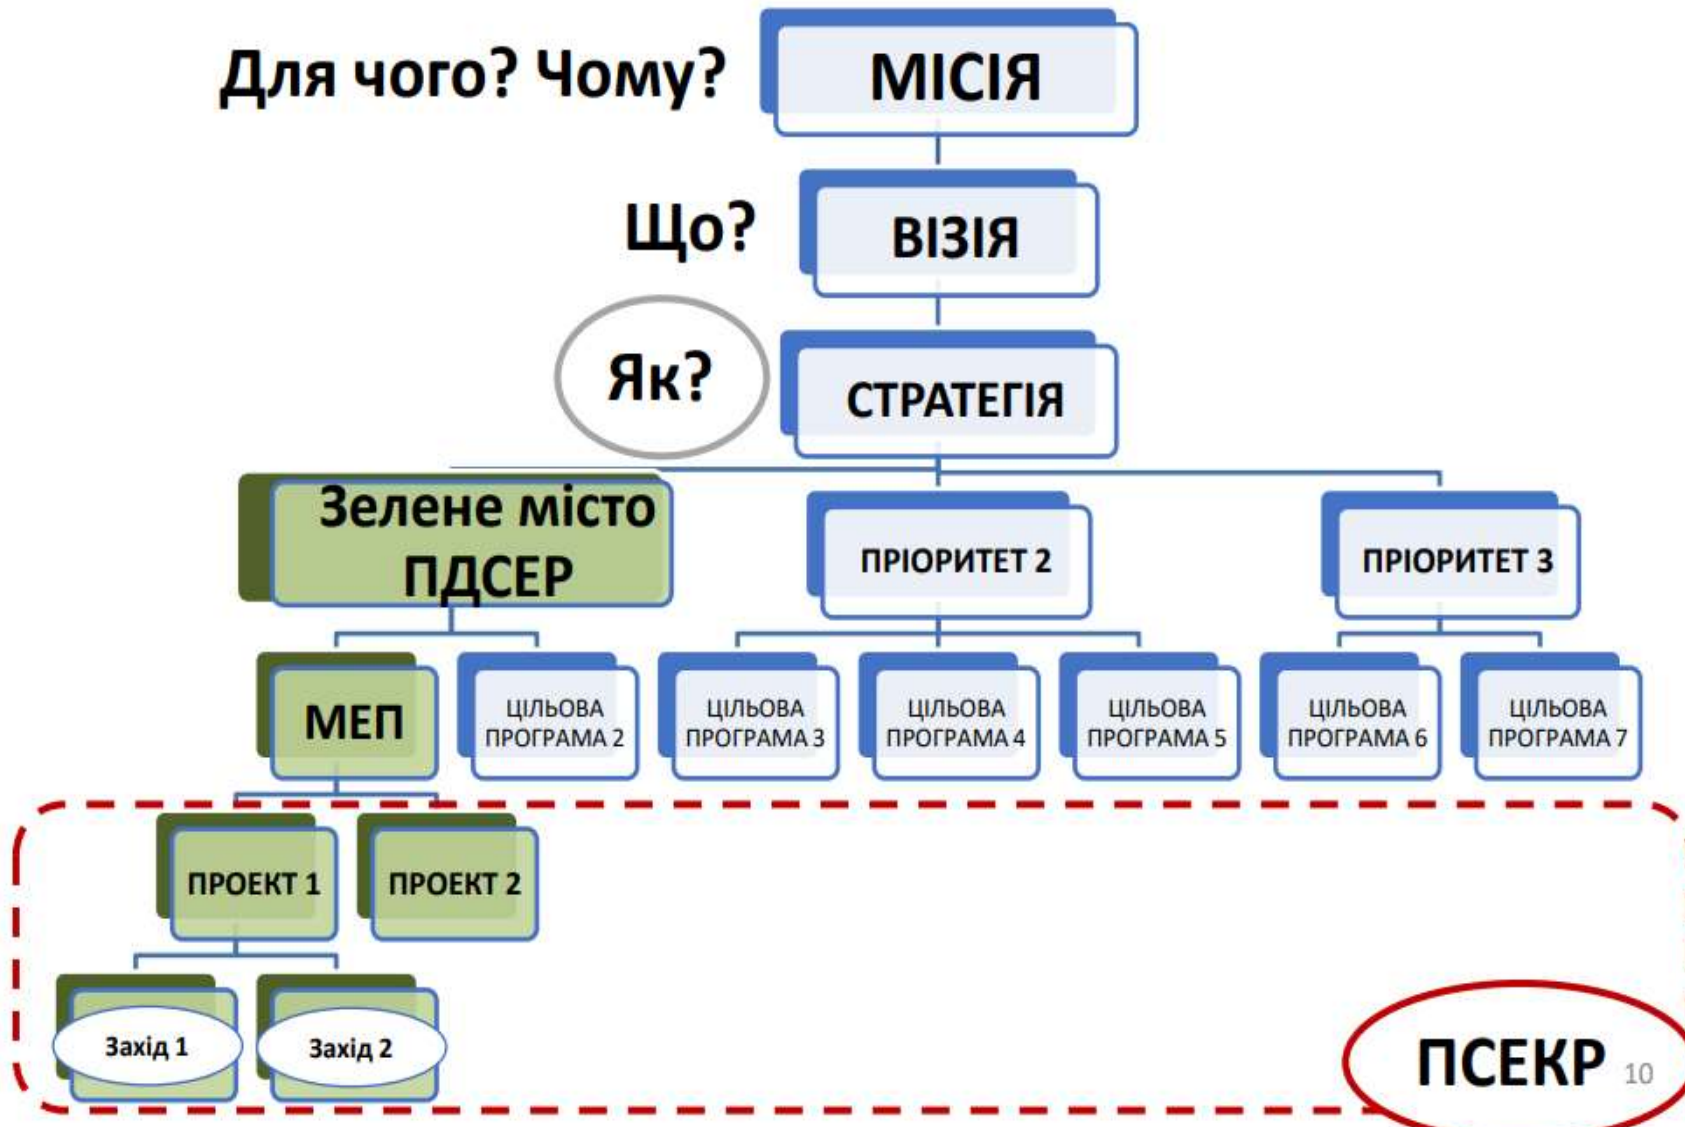 Для чого? Чому?
МІСІЯ
Що?
ВІЗІЯ
Як?
СТРАТЕГІЯ
Зелене місто
ПДСЕР
ПРІОРИТЕТ 2
ПРІОРИТЕТ 3
МЕП
ЦІЛЬОВА
ПРОГРАМА 2
ЦІЛЬОВА
ПРОГРАМА 3
ЦІЛЬОВА
ПРОГРАМА 4
ЦІЛЬОВА
ПРОГРАМА 5
ЦІЛЬОВА
ПРОГРАМА 6
ЦІЛЬОВА
ПРОГРАМА 7
ПРОЕКТ 1
ПРОЕКТ 2
Захід 1
Захід 2
ПСЕКР
10